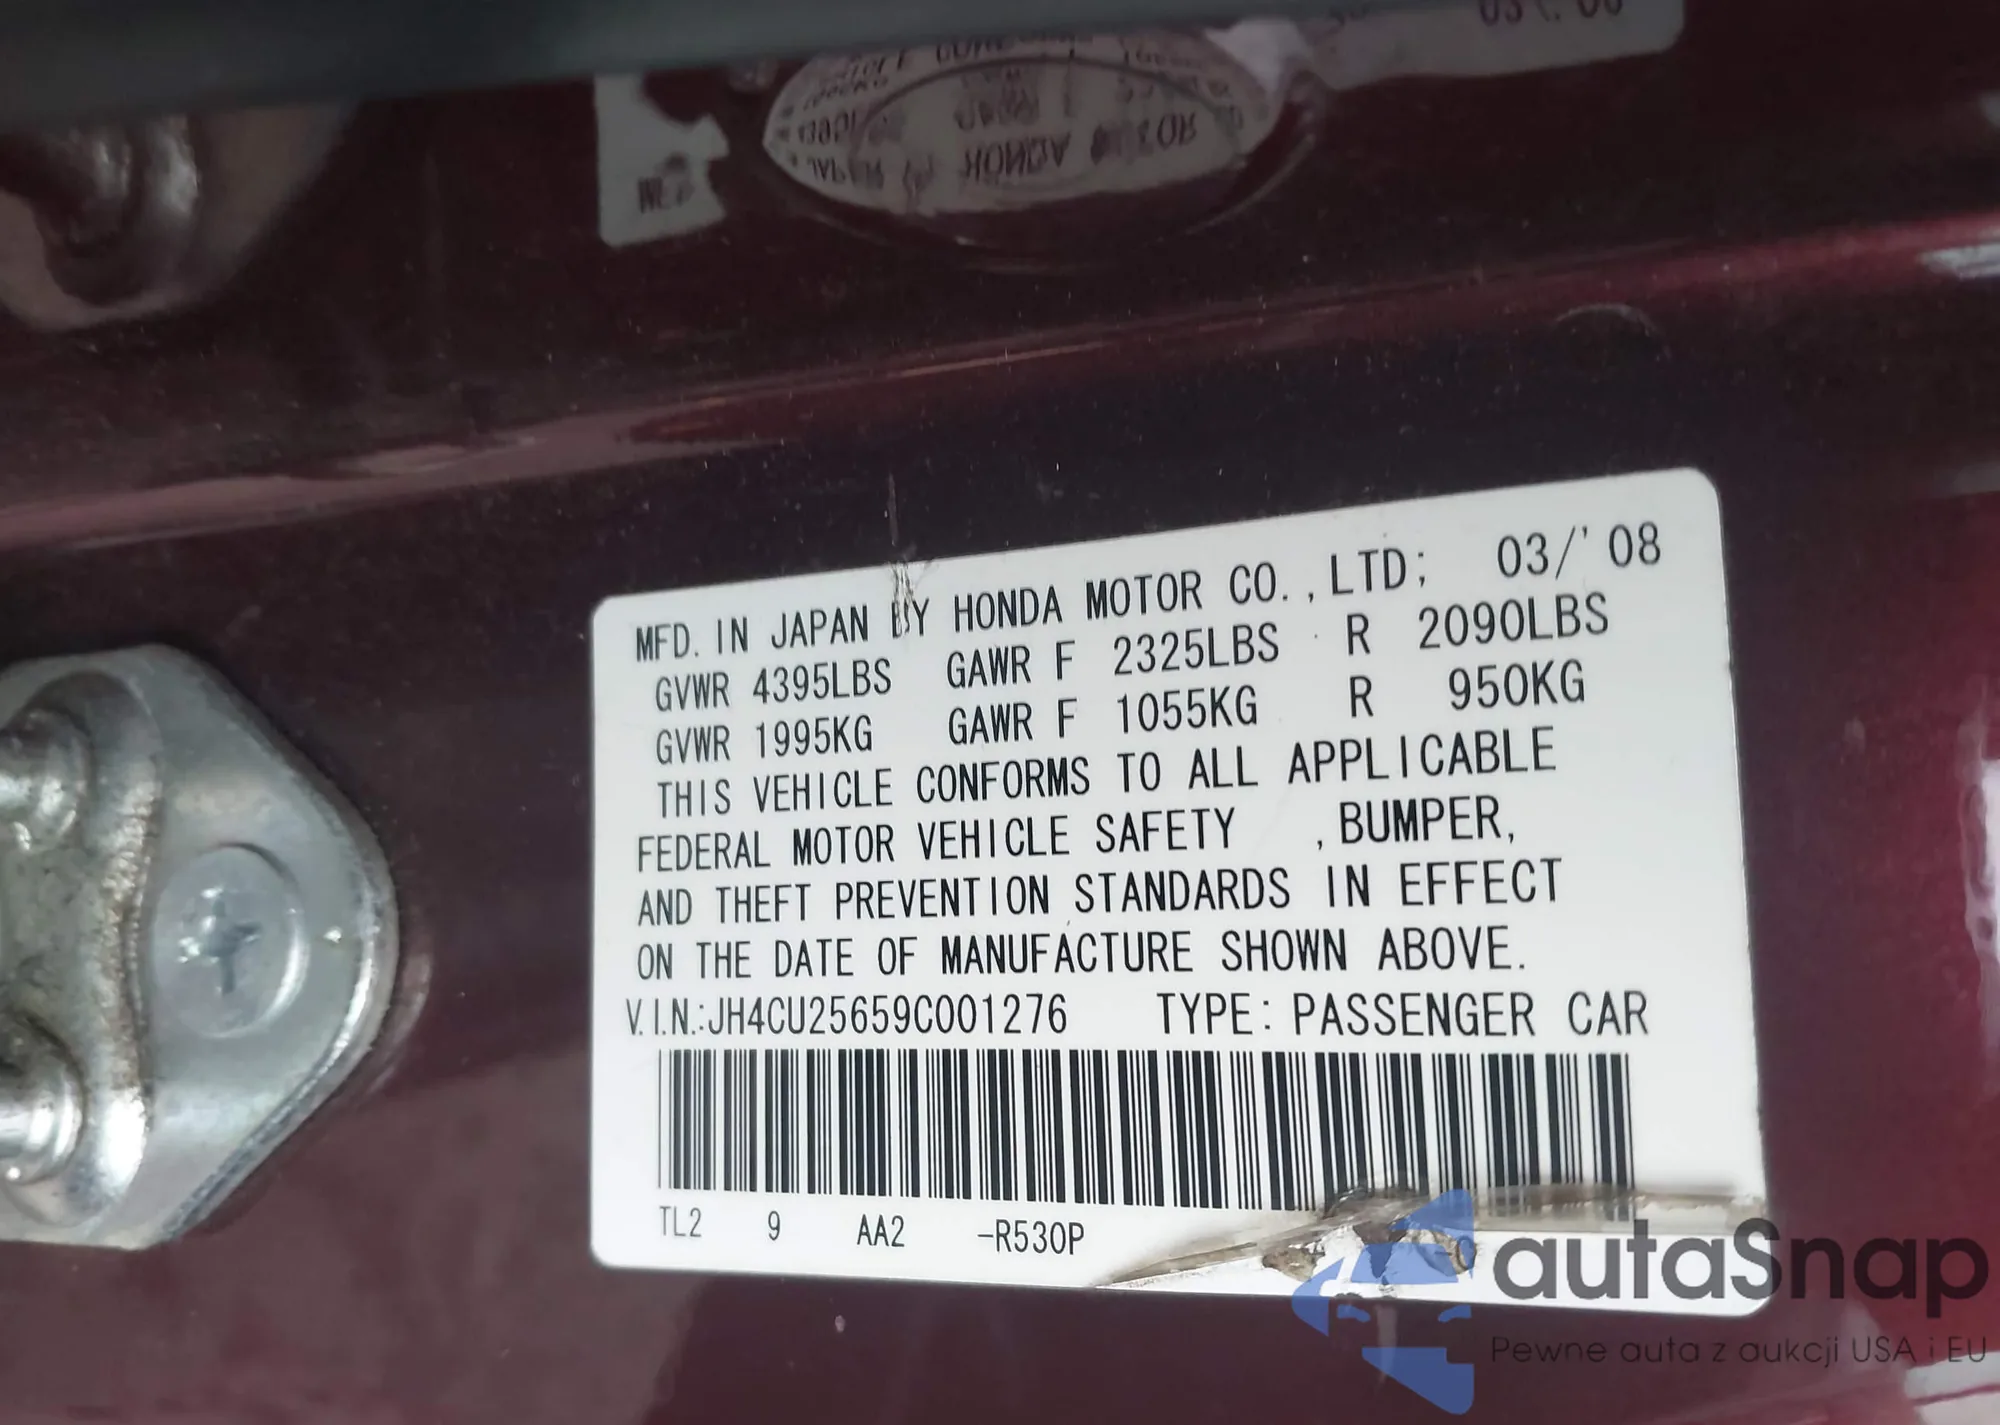 MFD. IN JAPAN BY HONDA MOTOR CO.,LTD; 03/'08
GVWR 4395LBS GAWR F 2325LBS R 2090LBS
GVWR 1995KG GAWR F 1055KG R 950KG
THIS VEHICLE CONFORMS TO ALL APPLICABLE
FEDERAL MOTOR VEHICLE SAFETY ,BUMPER,
AND THEFT PREVENTION STANDARDS IN EFFECT
ON THE DATE OF MANUFACTURE SHOWN ABOVE.
V.I.N.:JH4CU25659C001276 TYPE: PASSENGER CAR
TL2 9 AA2 -R530P
autaSnap
Pewne auta z aukcji USA i EU